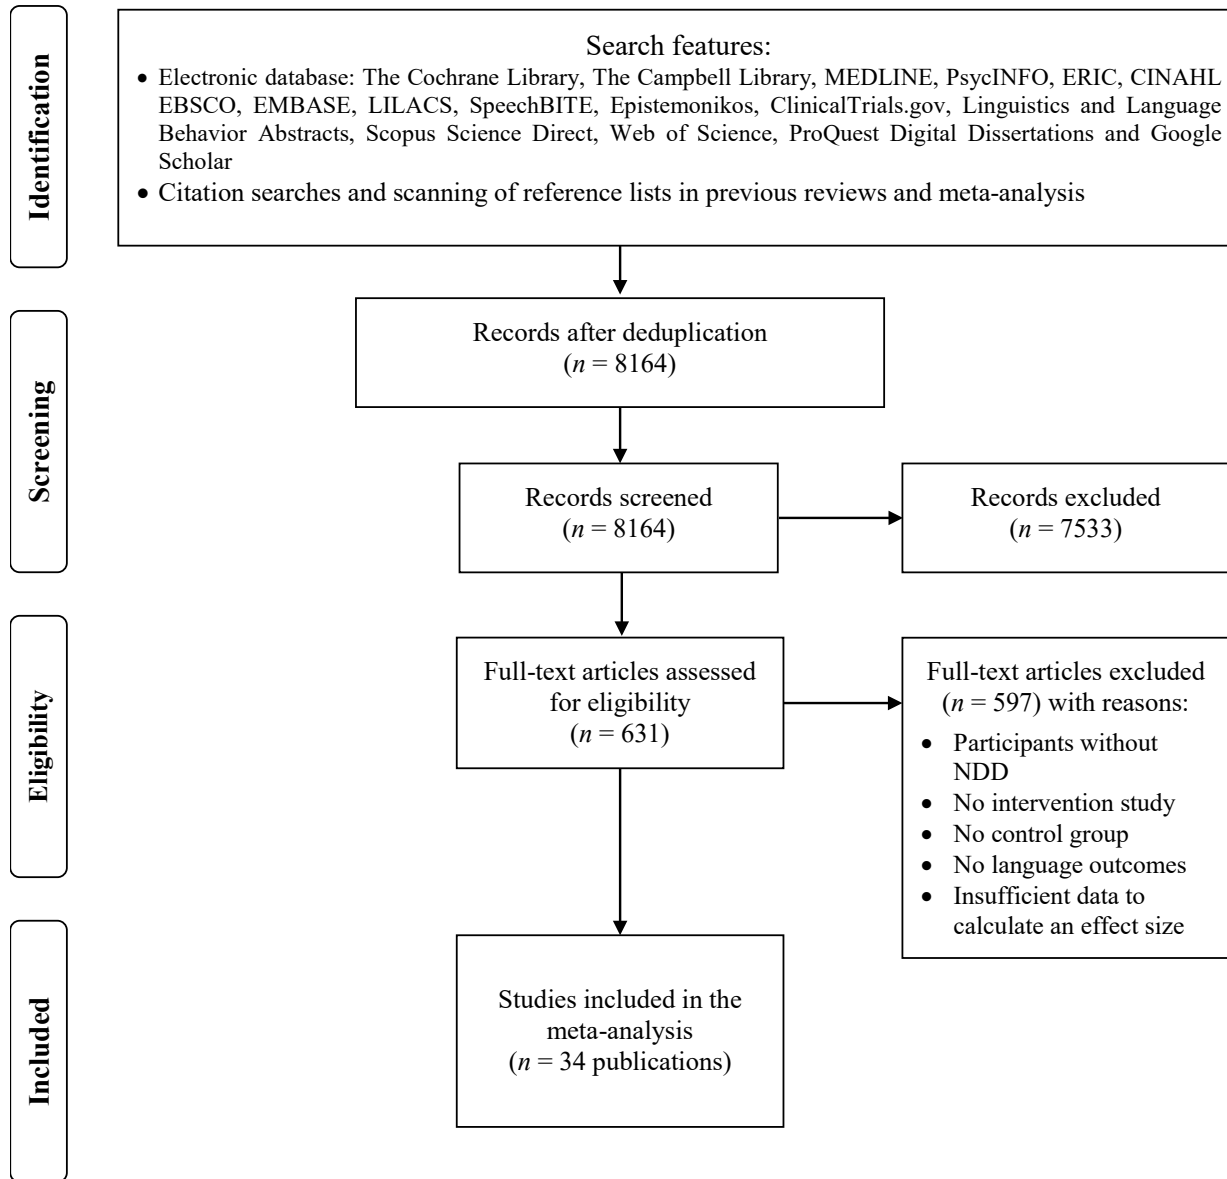 Identification
Search features:
• Electronic database: The Cochrane Library, The Campbell Library, MEDLINE, PsycINFO, ERIC, CINAHL
EBSCO, EMBASE, LILACS, SpeechBITE, Epistemonikos, ClinicalTrials.gov, Linguistics and Language
Behavior Abstracts, Scopus Science Direct, Web of Science, ProQuest Digital Dissertations and Google
Scholar
• Citation searches and scanning of reference lists in previous reviews and meta-analysis
Screening
Records after deduplication
(n = 8164)
Records screened
(n = 8164)
Records excluded
(n = 7533)
Eligibility
Full-text articles assessed
for eligibility
(n = 631)
Full-text articles excluded
(n = 597) with reasons:
• Participants without
NDD
• No intervention study
• No control group
• No language outcomes
• Insufficient data to
calculate an effect size
Included
Studies included in the
meta-analysis
(n = 34 publications)